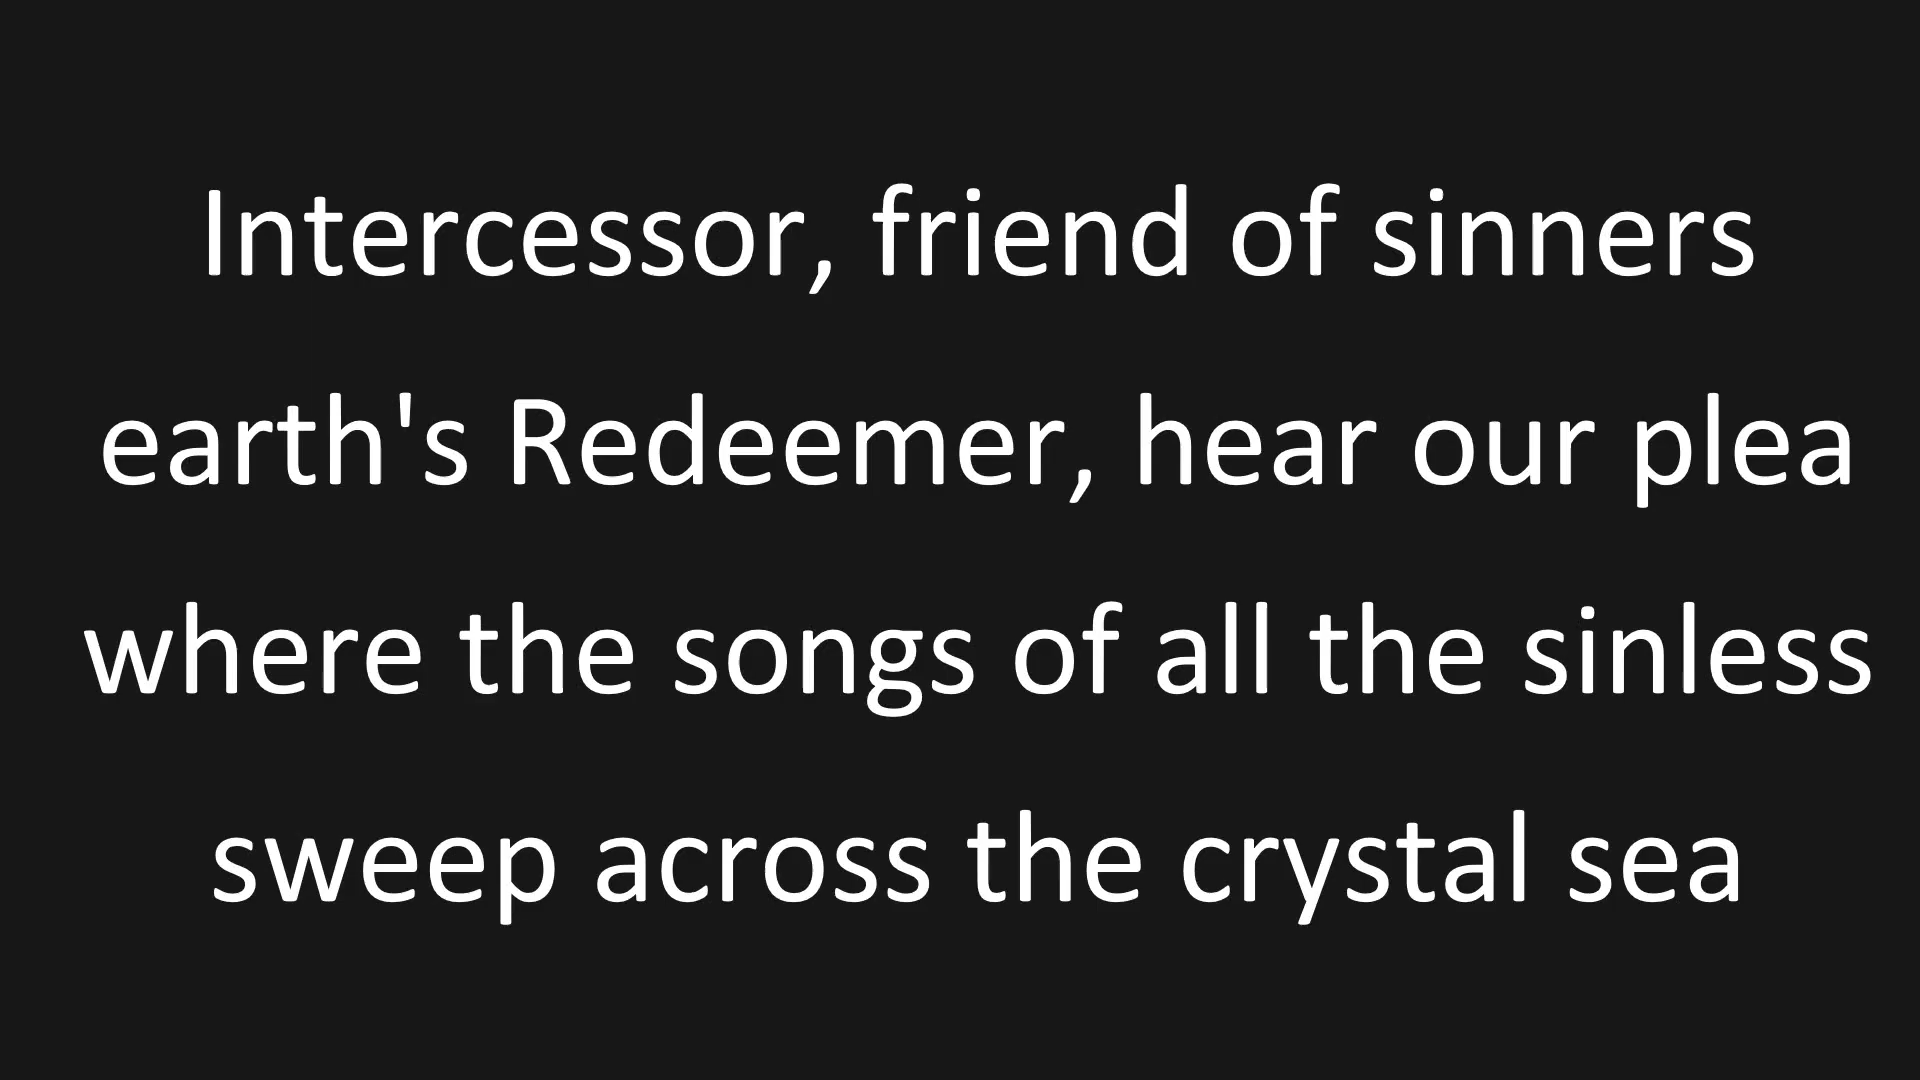 Intercessor, friend of sinners
earth's Redeemer, hear our plea
where the songs of all the sinless
sweep across the crystal sea